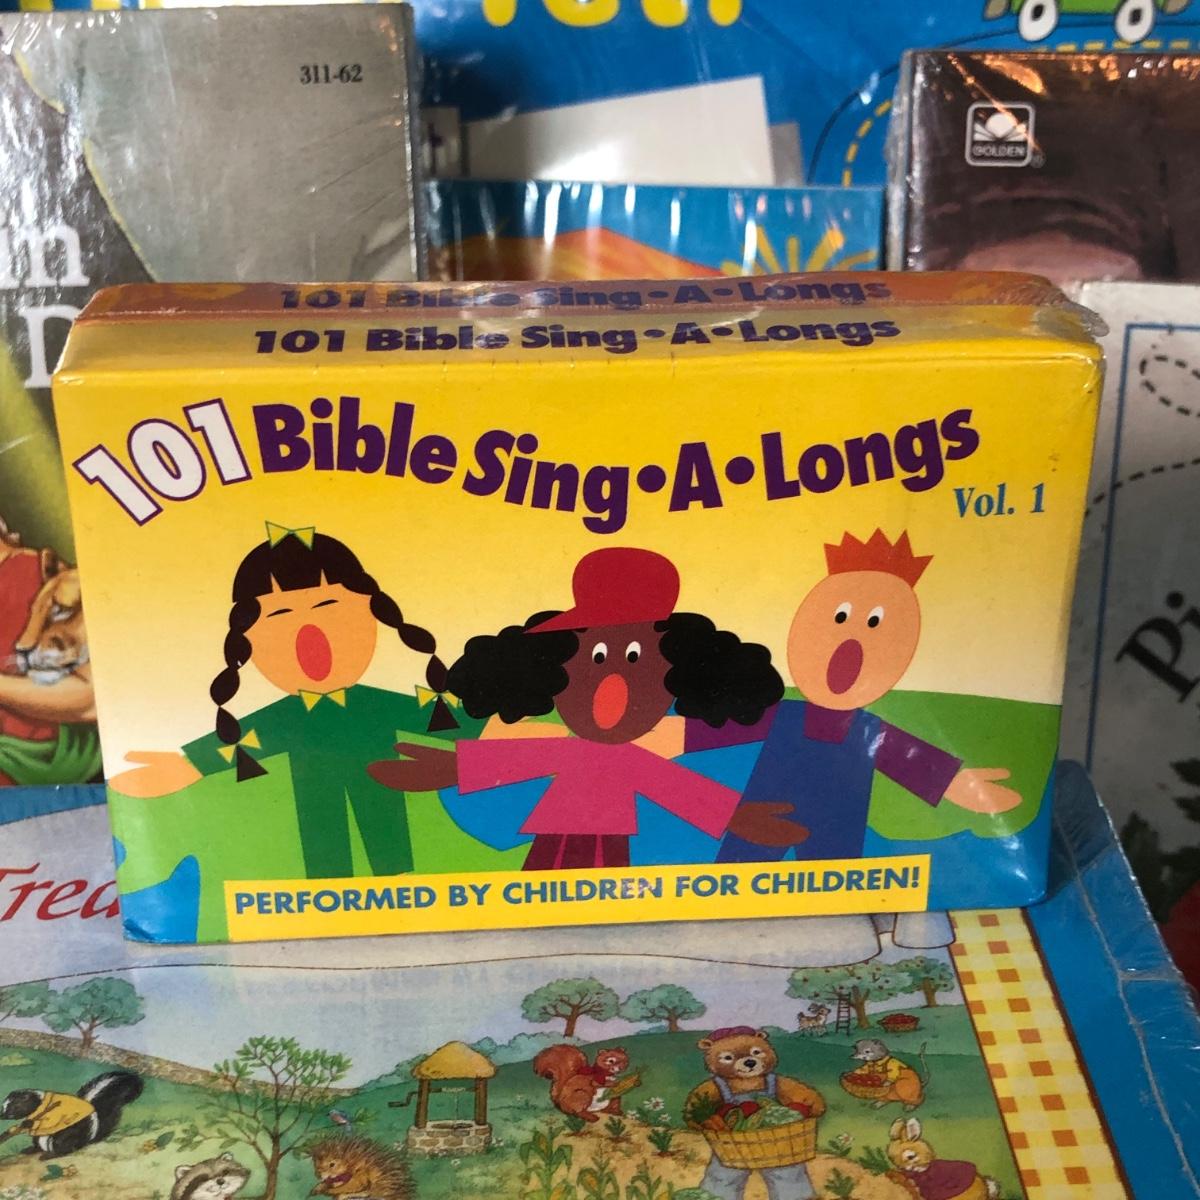 311-62
GOLDEN
101 Bible Sing•A•Longs
101 Bible Sing•A•Longs
101 Bible Sing•A•Longs
Vol. 1
PERFORMED BY CHILDREN FOR CHILDREN!